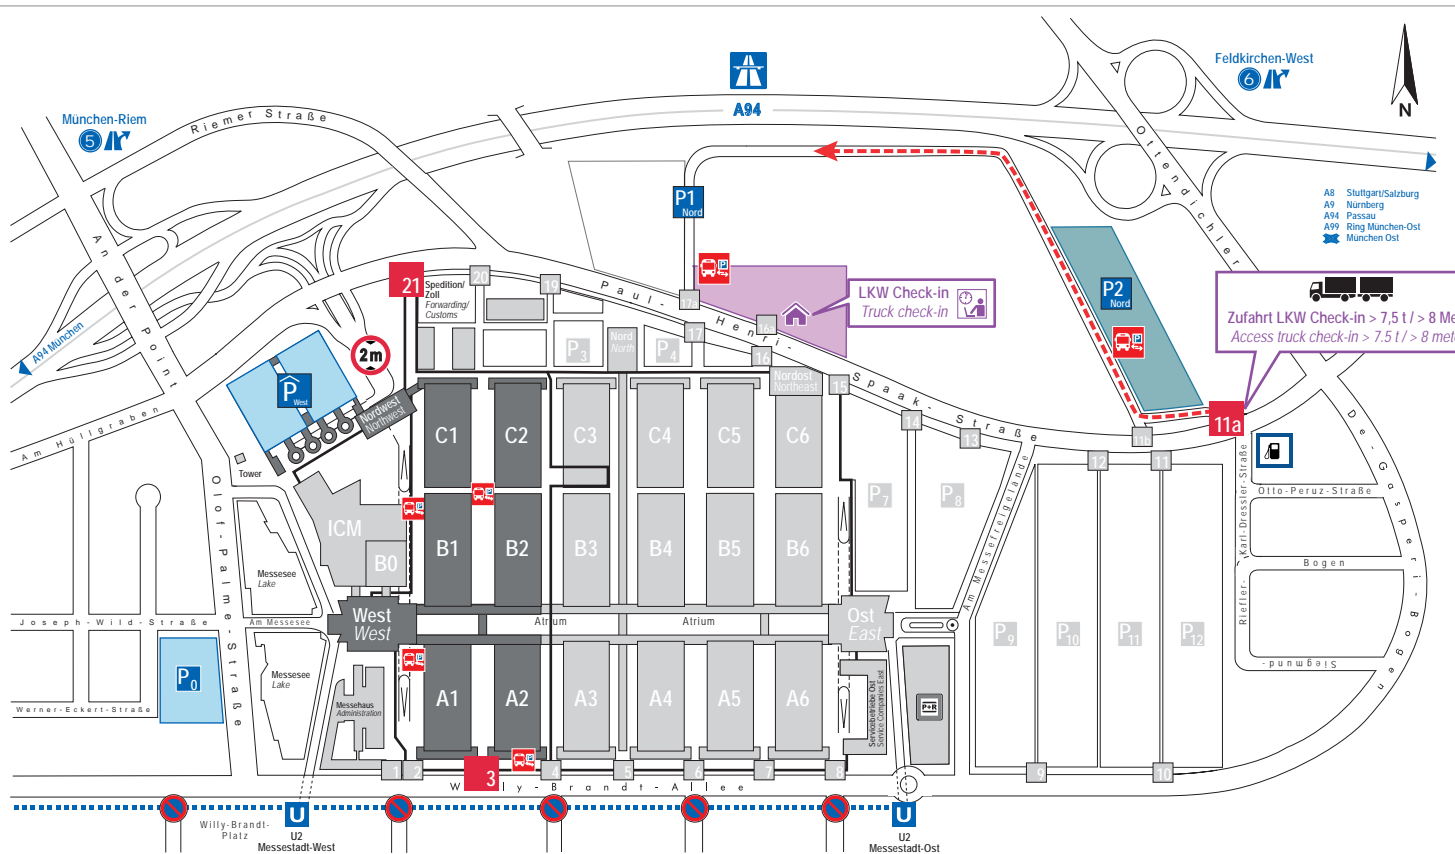 A94
Feldkirchen-West
6
N
München-Riem
5
Riemer Straße
Ottendichler
A8 Stuttgart/Salzburg
A9 Nürnberg
A94 Passau
A99 Ring München-Ost
München Ost
P1
Nord
An der Point
21
Spedition/
Zoll
Forwarding/
Customs
20
19
Paul-Henri-Spaak-Straße
17a
LKW Check-in
Truck check-in
P2
Nord
Zufahrt LKW Check-in > 7,5 t / > 8 Me
Access truck check-in > 7.5 t / > 8 mete
A94 München
2m
P
West
Nordwest
Northwest
P3
Nord
North
P4
17
16a
16
Nordost
Northeast
15
14
13
11b
11a
12
11
Am Hüllgraben
Tower
C1
C2
C3
C4
C5
C6
P7
P8
Am Messefreigelände
Karl-Dressler-Straße
Otto-Peruz-Straße
De-Gasperi-Bogen
Olof-Palme-Straße
ICM
B0
B1
B2
B3
B4
B5
B6
Bogen
Riefler-
Siegmund-
Messesee
Lake
Joseph-Wild-Straße
Am Messesee
West
West
Atrium
Atrium
Ost
East
P9
P10
P11
P12
P0
Messesee
Lake
Werner-Eckert-Straße
Messehaus
Administration
A1
A2
A3
A4
A5
A6
Servicebetriebe Ost
Service Companies East
P+R
1
2
3
4
5
6
7
8
9
10
Willy-Brandt-Allee
Willy-Brandt-
Platz
U
U2
Messestadt-West
U
U2
Messestadt-Ost